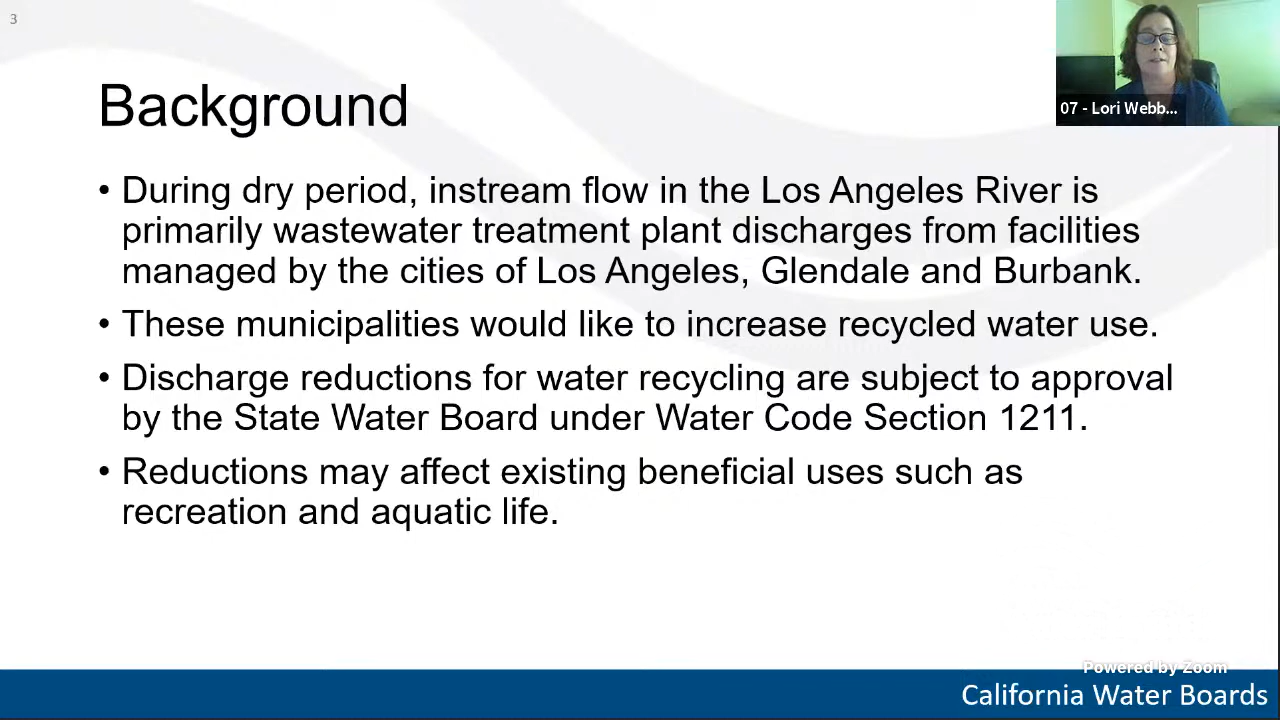 3
Background
07 - Lori Webb...
• During dry period, instream flow in the Los Angeles River is
primarily wastewater treatment plant discharges from facilities
managed by the cities of Los Angeles, Glendale and Burbank.
• These municipalities would like to increase recycled water use.
• Discharge reductions for water recycling are subject to approval
by the State Water Board under Water Code Section 1211.
• Reductions may affect existing beneficial uses such as
recreation and aquatic life.
Powered by Zoom
California Water Boards